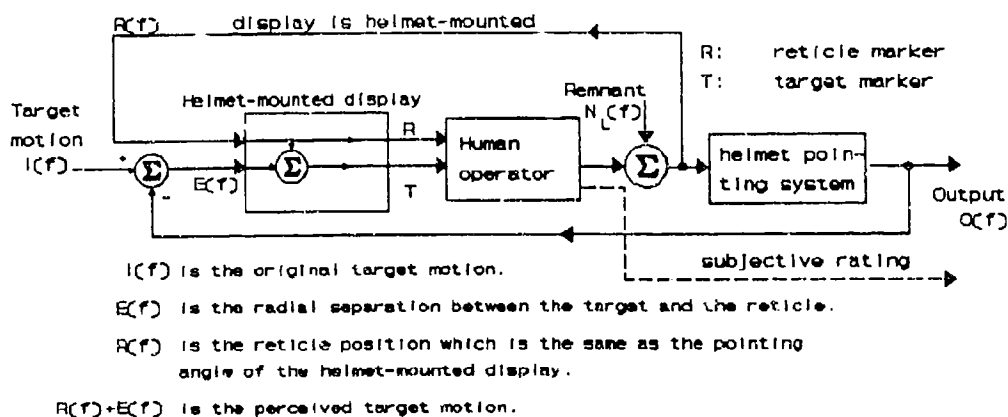 R(f) display is helmet-mounted
R: reticle marker
T: target marker
Target motion I(f)
Helmet-mounted display
R
T
E(f)
Σ
Σ
Human operator
Remnant N_L(f)
Σ
helmet poin-
ting system
Output O(f)
+
-
subjective rating
I(f) is the original target motion.
E(f) is the radial separation between the target and the reticle.
R(f) is the reticle position which is the same as the pointing
angle of the helmet-mounted display.
R(f)+E(f) is the perceived target motion.